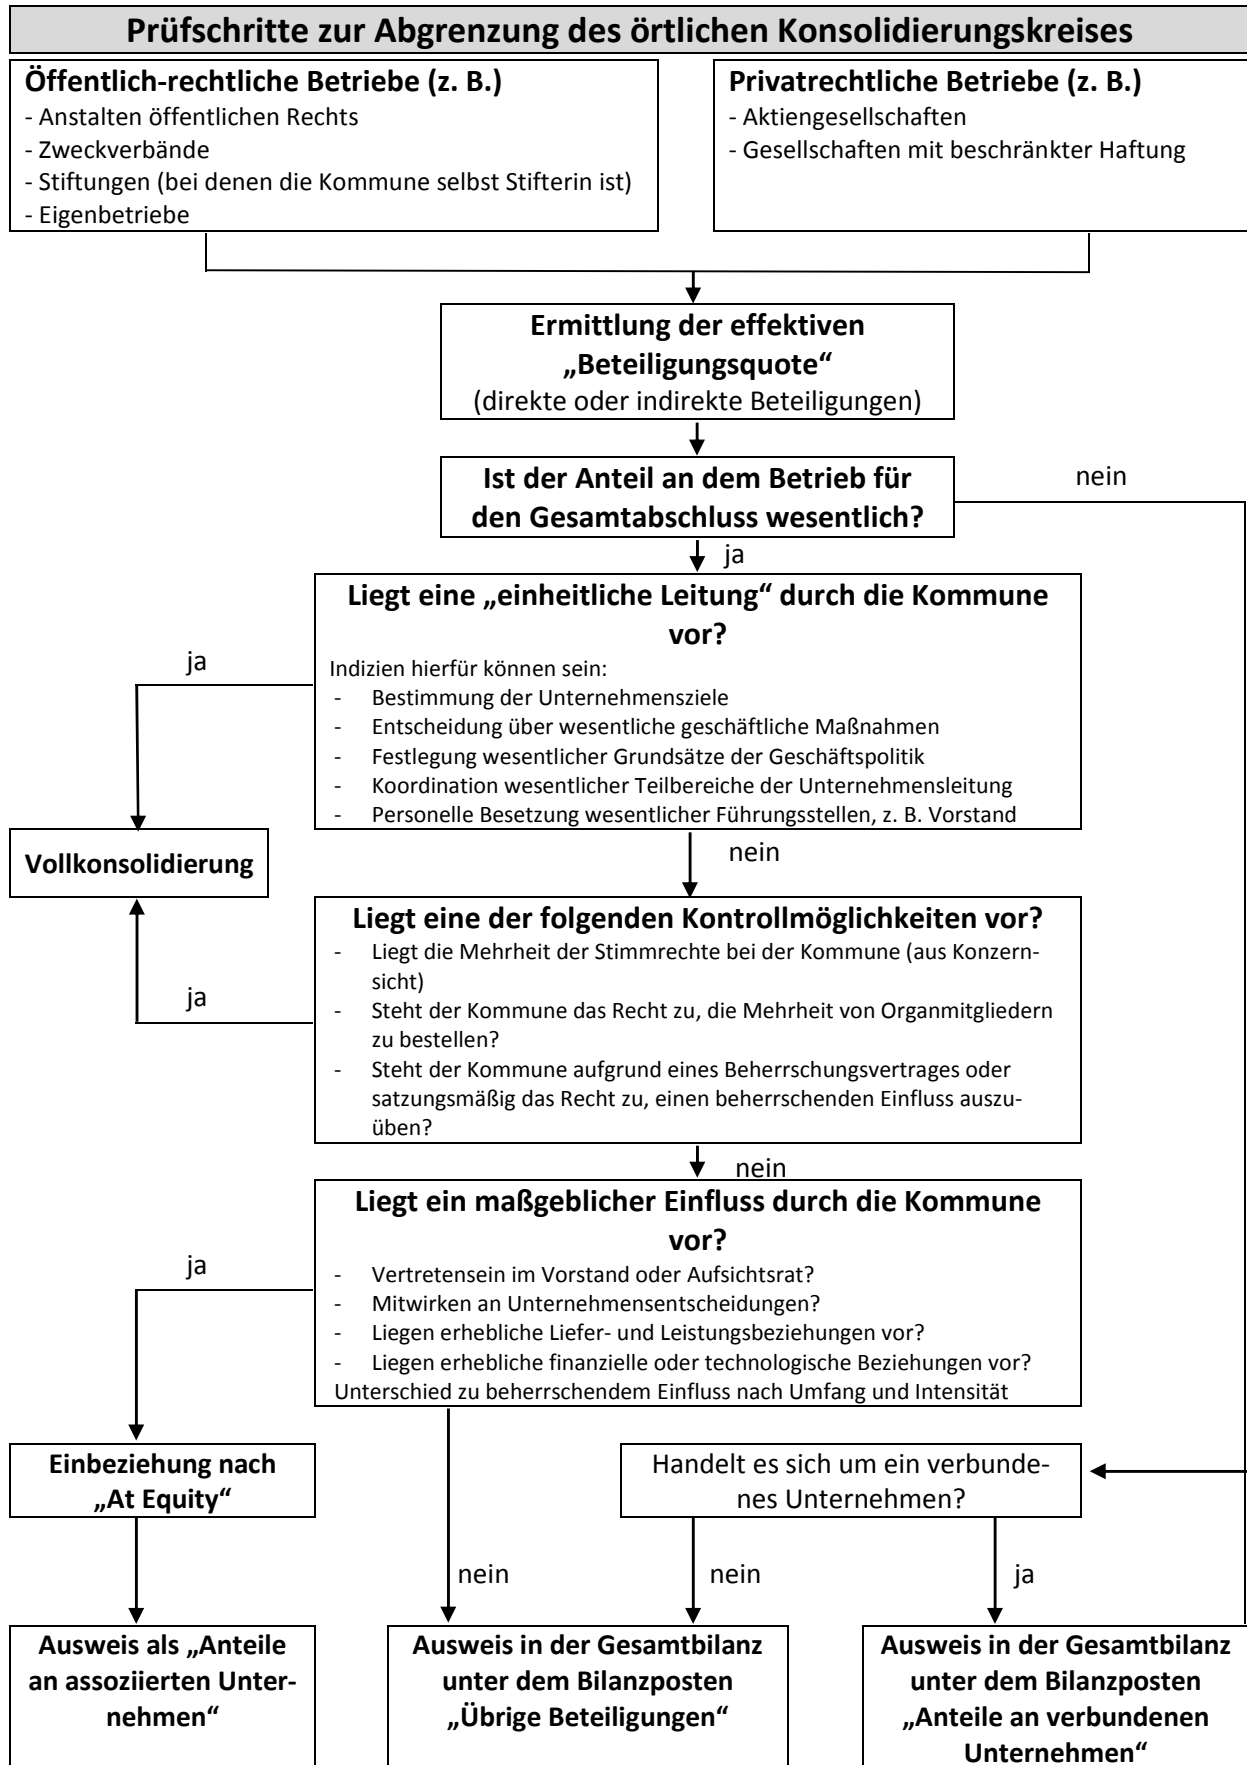 Prüfschritte zur Abgrenzung des örtlichen Konsolidierungskreises
Öffentlich-rechtliche Betriebe (z. B.)
- Anstalten öffentlichen Rechts
- Zweckverbände
- Stiftungen (bei denen die Kommune selbst Stifterin ist)
- Eigenbetriebe
Privatrechtliche Betriebe (z. B.)
- Aktiengesellschaften
- Gesellschaften mit beschränkter Haftung
Ermittlung der effektiven
„Beteiligungsquote“
(direkte oder indirekte Beteiligungen)
Ist der Anteil an dem Betrieb für
den Gesamtabschluss wesentlich?
nein
ja
Liegt eine „einheitliche Leitung“ durch die Kommune
vor?
Indizien hierfür können sein:
- Bestimmung der Unternehmensziele
- Entscheidung über wesentliche geschäftliche Maßnahmen
- Festlegung wesentlicher Grundsätze der Geschäftspolitik
- Koordination wesentlicher Teilbereiche der Unternehmensleitung
- Personelle Besetzung wesentlicher Führungsstellen, z. B. Vorstand
ja
nein
Vollkonsolidierung
Liegt eine der folgenden Kontrollmöglichkeiten vor?
- Liegt die Mehrheit der Stimmrechte bei der Kommune (aus Konzern-
sicht)
- Steht der Kommune das Recht zu, die Mehrheit von Organmitgliedern
zu bestellen?
- Steht der Kommune aufgrund eines Beherrschungsvertrages oder
satzungsmäßig das Recht zu, einen beherrschenden Einfluss auszu-
üben?
ja
nein
Liegt ein maßgeblicher Einfluss durch die Kommune
vor?
- Vertretensein im Vorstand oder Aufsichtsrat?
- Mitwirken an Unternehmensentscheidungen?
- Liegen erhebliche Liefer- und Leistungsbeziehungen vor?
- Liegen erhebliche finanzielle oder technologische Beziehungen vor?
Unterschied zu beherrschendem Einfluss nach Umfang und Intensität
ja
Einbeziehung nach
„At Equity“
Handelt es sich um ein verbunde-
nes Unternehmen?
nein
nein
ja
Ausweis als „Anteile
an assoziierten Unter-
nehmen“
Ausweis in der Gesamtbilanz
unter dem Bilanzposten
„Übrige Beteiligungen“
Ausweis in der Gesamtbilanz
unter dem Bilanzposten
„Anteile an verbundenen
Unternehmen“